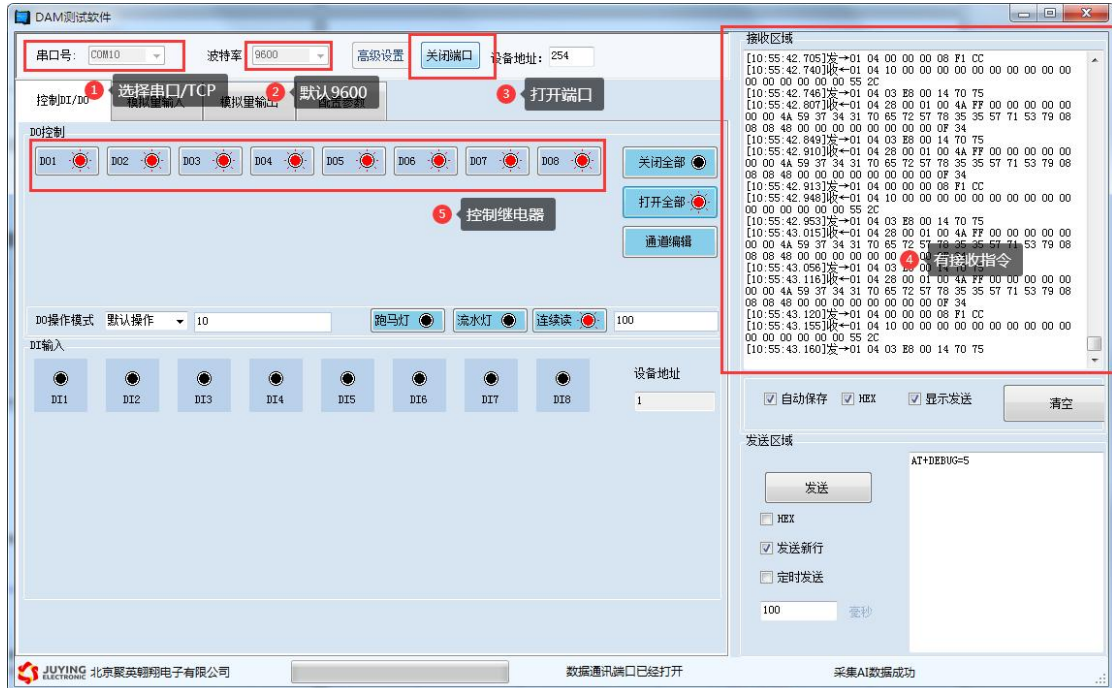 DAM测试软件
串口号: COM10 波特率 9600 高级设置 关闭端口 设备地址: 254
1 选择串口/TCP 2 默认9600 3 打开端口
控制DI/DO 模拟量输入 模拟量输出 配置参数
DO控制
DO1 DO2 DO3 DO4 DO5 DO6 DO7 DO8 关闭全部
打开全部
5 控制继电器
通道编辑
DO操作模式 默认操作 10 跑马灯 流水灯 连续读 100
DI输入
DI1 DI2 DI3 DI4 DI5 DI6 DI7 DI8
设备地址
1
接收区域
[10:55:42.705]发→01 04 00 00 00 08 F1 CC
[10:55:42.740]收←01 04 10 00 00 00 00 00 00 00 00 00 00
00 00 00 00 00 00 55 2C
[10:55:42.746]发→01 04 03 E8 00 14 70 75
[10:55:42.807]收←01 04 28 00 01 00 4A FF 00 00 00 00 00
00 00 4A 59 37 34 31 70 65 72 57 78 35 35 57 71 53 79 08
08 08 48 00 00 00 00 00 00 00 00 0F 34
[10:55:42.849]发→01 04 03 E8 00 14 70 75
[10:55:42.910]收←01 04 28 00 01 00 4A FF 00 00 00 00 00
00 00 4A 59 37 34 31 70 65 72 57 78 35 35 57 71 53 79 08
08 08 48 00 00 00 00 00 00 00 00 0F 34
[10:55:42.913]发→01 04 00 00 00 08 F1 CC
[10:55:42.948]收←01 04 10 00 00 00 00 00 00 00 00 00 00
00 00 00 00 00 00 55 2C
[10:55:42.953]发→01 04 03 E8 00 14 70 75
[10:55:43.015]收←01 04 28 00 01 00 4A FF 00 00 00 00 00
00 00 4A 59 37 34 31 70 65 72 57 78 35 35 57 71 53 79 08
08 08 48 00 00 00 00 00
4 有接收指令
[10:55:43.056]发→01 04 03 E8 00 14 70 75
[10:55:43.116]收←01 04 28 00 01 00 4A FF 00 00 00 00 00
00 00 4A 59 37 34 31 70 65 72 57 78 35 35 57 71 53 79 08
08 08 48 00 00 00 00 00 00 00 00 0F 34
[10:55:43.120]发→01 04 00 00 00 08 F1 CC
[10:55:43.155]收←01 04 10 00 00 00 00 00 00 00 00 00 00
00 00 00 00 00 00 55 2C
[10:55:43.160]发→01 04 03 E8 00 14 70 75
自动保存 HEX 显示发送 清空
发送区域
AT+DEBUG=5
发送
HEX
发送新行
定时发送
100 毫秒
JUYING ELECTRONIC 北京聚英翱翔电子有限公司 数据通讯端口已经打开 采集AI数据成功